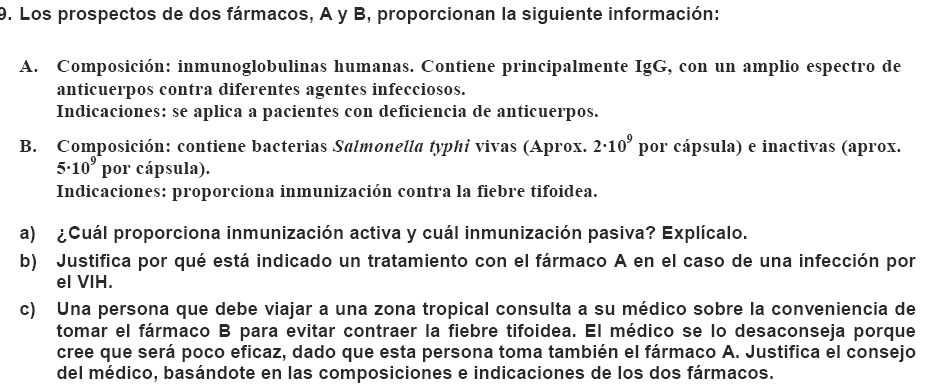 9. Los prospectos de dos fármacos, A y B, proporcionan la siguiente información:
A. Composición: inmunoglobulinas humanas. Contiene principalmente IgG, con un amplio espectro de
anticuerpos contra diferentes agentes infecciosos.
Indicaciones: se aplica a pacientes con deficiencia de anticuerpos.
B. Composición: contiene bacterias Salmonella typhi vivas (Aprox. 2·10⁹ por cápsula) e inactivas (aprox.
5·10⁹ por cápsula).
Indicaciones: proporciona inmunización contra la fiebre tifoidea.
a) ¿Cuál proporciona inmunización activa y cuál inmunización pasiva? Explícalo.
b) Justifica por qué está indicado un tratamiento con el fármaco A en el caso de una infección por
el VIH.
c) Una persona que debe viajar a una zona tropical consulta a su médico sobre la conveniencia de
tomar el fármaco B para evitar contraer la fiebre tifoidea. El médico se lo desaconseja porque
cree que será poco eficaz, dado que esta persona toma también el fármaco A. Justifica el consejo
del médico, basándote en las composiciones e indicaciones de los dos fármacos.